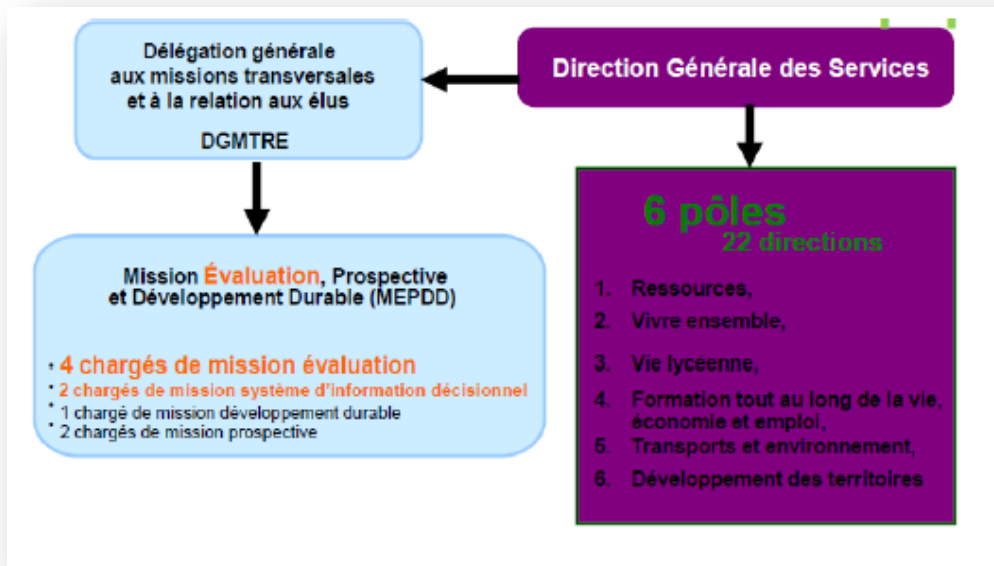 Délégation générale
aux missions transversales
et à la relation aux élus
DGMTRE
Direction Générale des Services
Mission Évaluation, Prospective
et Développement Durable (MEPDD)
• 4 chargés de mission évaluation
• 2 chargés de mission système d'information décisionnel
• 1 chargé de mission développement durable
• 2 chargés de mission prospective
6 pôles
22 directions
1. Ressources,
2. Vivre ensemble,
3. Vie lycéenne,
4. Formation tout au long de la vie,
économie et emploi,
5. Transports et environnement,
6. Développement des territoires